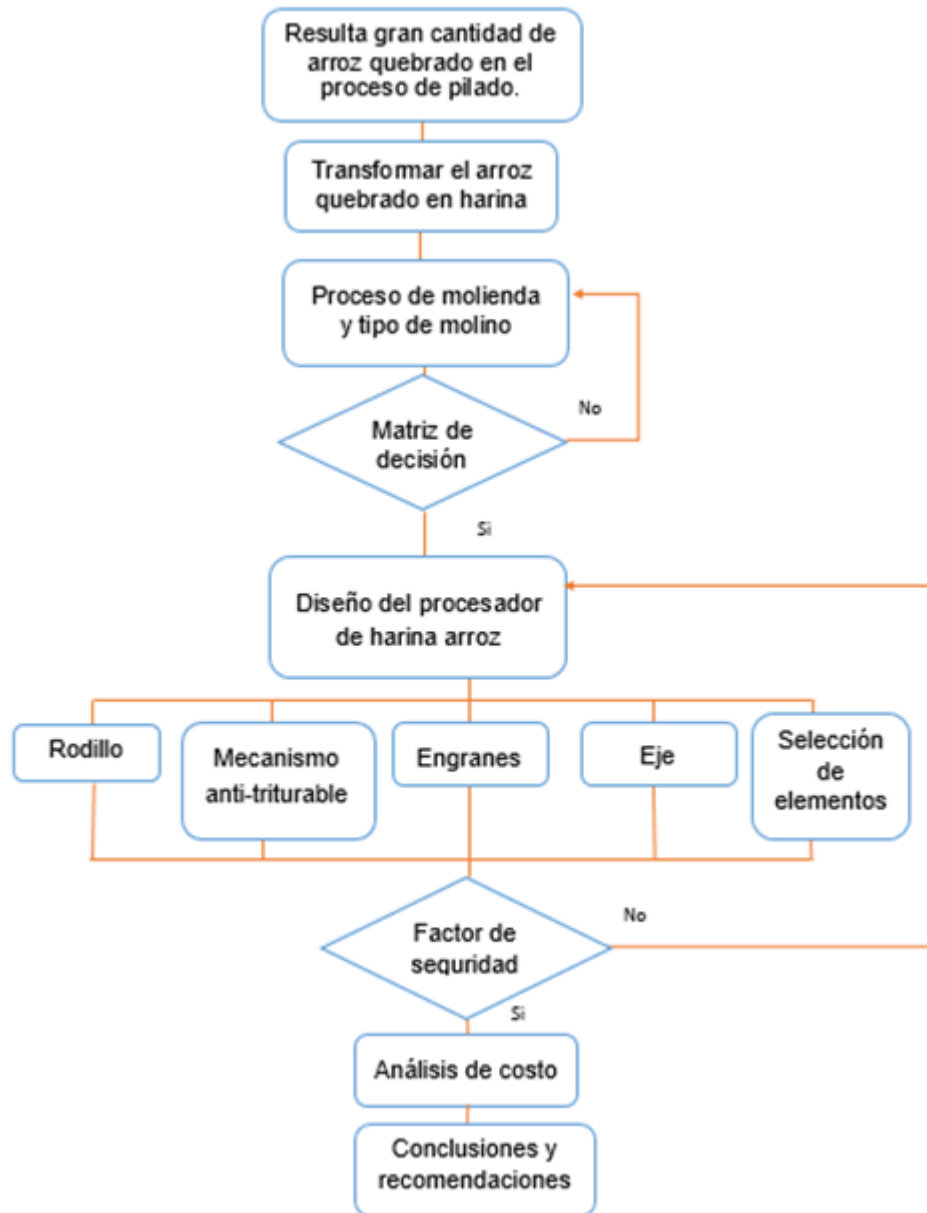 Resulta gran cantidad de
arroz quebrado en el
proceso de pilado.
Transformar el arroz
quebrado en harina
Proceso de molienda
y tipo de molino
No
Matriz de
decisión
Si
Diseño del procesador
de harina arroz
Rodillo
Mecanismo
anti-triturable
Engranes
Eje
Selección
de
elementos
No
Factor de
seguridad
Si
Análisis de costo
Conclusiones y
recomendaciones